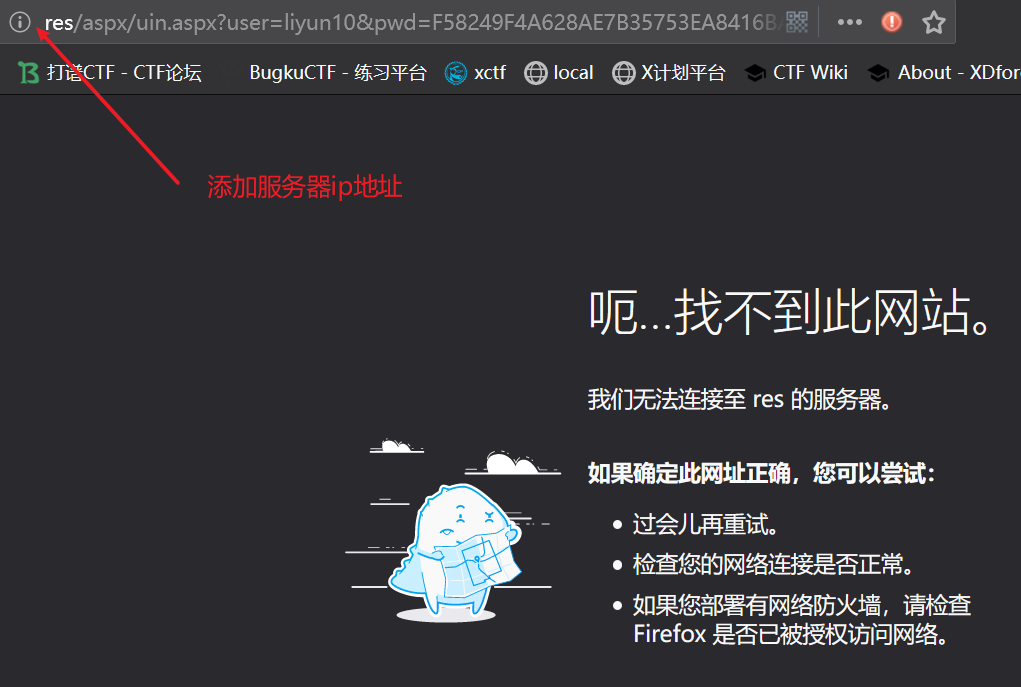 res/aspx/uin.aspx?user=liyun10&pwd=F58249F4A628AE7B35753EA8416B
打谱CTF - CTF论坛 BugkuCTF - 练习平台 xctf local X计划平台 CTF Wiki About - XDfor
添加服务器ip地址
呃...找不到此网站。
我们无法连接至 res 的服务器。
如果确定此网址正确，您可以尝试：
过会儿再重试。
检查您的网络连接是否正常。
如果您部署有网络防火墙，请检查
Firefox 是否已被授权访问网络。